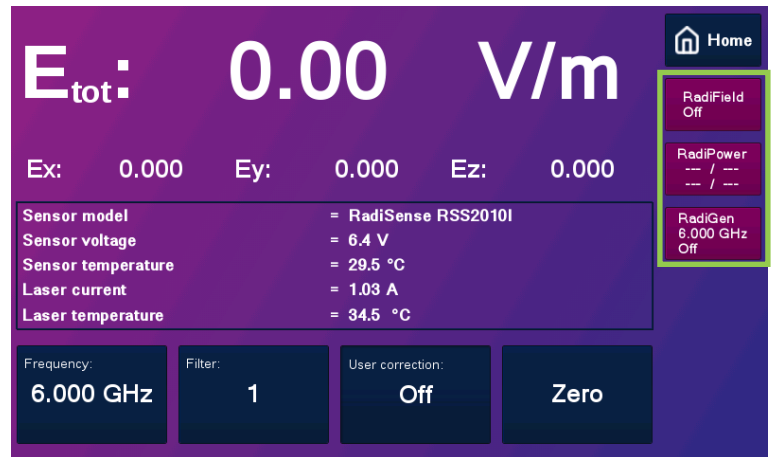 Etot: 0.00 V/m
Home
RadiField
Off
Ex: 0.000 Ey: 0.000 Ez: 0.000
RadiPower
--- / ---
--- / ---
Sensor model = RadiSense RSS2010I
Sensor voltage = 6.4 V
Sensor temperature = 29.5 °C
Laser current = 1.03 A
Laser temperature = 34.5 °C
RadiGen
6.000 GHz
Off
Frequency:
6.000 GHz
Filter:
1
User correction:
Off
Zero